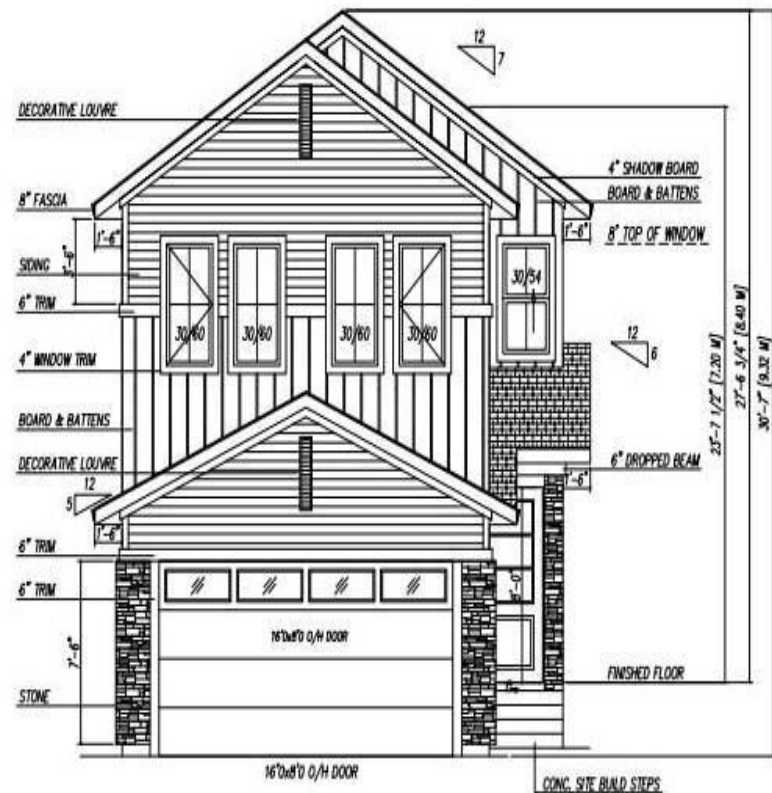 12
7
DECORATIVE LOUVRE
4" SHADOW BOARD
BOARD & BATTENS
8" FASCIA
1'-6"
1'-6"
8' TOP OF WINDOW
SIDING
30/54
6" TRIM
30/60
30/60
30/60
30/60
12
6
4" WINDOW TRIM
23'-7 1/2" [7.20 M]
27'-6 3/4" [8.40 M]
30'-7" [9.32 M]
BOARD & BATTENS
DECORATIVE LOUVRE
6" DROPPED BEAM
12
5
1'-6"
1'-6"
6" TRIM
6" TRIM
16'0x8'0 O/H DOOR
7'-6"
FINISHED FLOOR
STONE
16'0x8'0 O/H DOOR
CONC. SITE BUILD STEPS